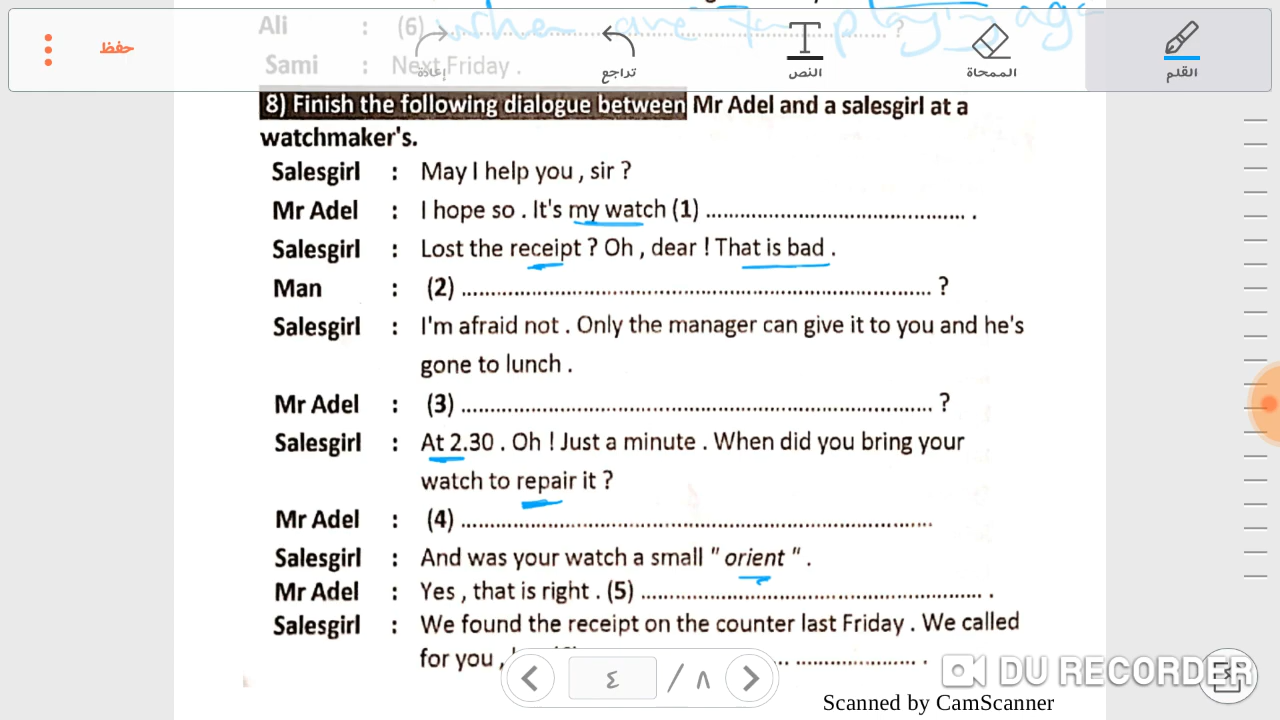 when are playing aga
Ali : (6) ........................................ ?
Sami : Next Friday .
حفظ
إعادة
تراجع
النص
الممحاة
القلم
8) Finish the following dialogue between Mr Adel and a salesgirl at a
watchmaker's.
Salesgirl : May I help you , sir ?
Mr Adel : I hope so . It's my watch (1) ........................................ .
Salesgirl : Lost the receipt ? Oh , dear ! That is bad .
Man : (2) ........................................ ?
Salesgirl : I'm afraid not . Only the manager can give it to you and he's
gone to lunch .
Mr Adel : (3) ........................................ ?
Salesgirl : At 2.30 . Oh ! Just a minute . When did you bring your
watch to repair it ?
Mr Adel : (4) ........................................
Salesgirl : And was your watch a small " orient " .
Mr Adel : Yes , that is right . (5) ........................................ .
Salesgirl : We found the receipt on the counter last Friday . We called
for you , ........................ .
٤ / ٨
DU RECORDER
Scanned by CamScanner